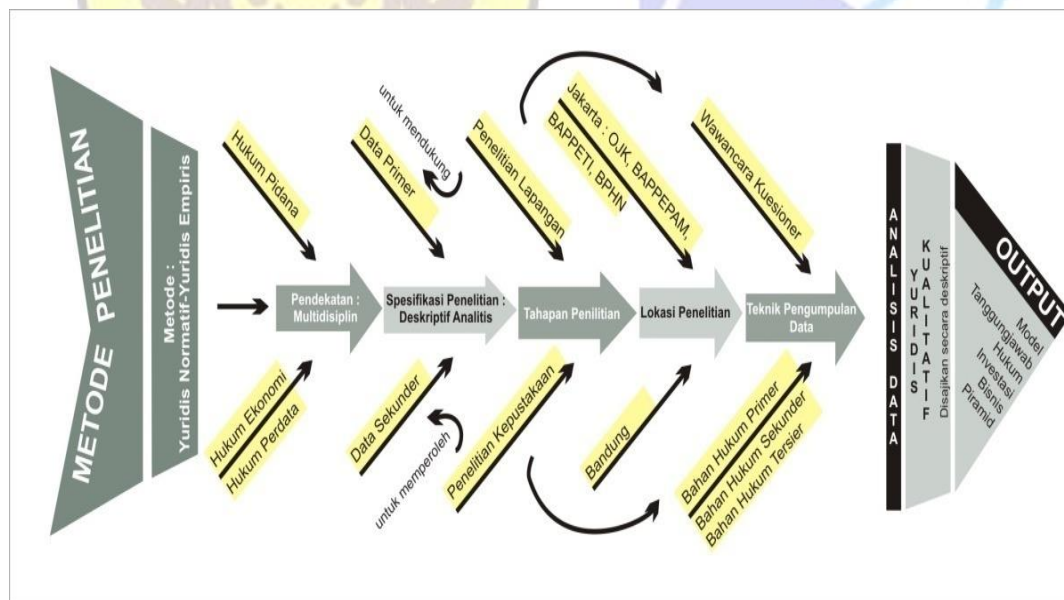 METODE PENELITIAN
Metode :
Yuridis Normatif-Yuridis Empiris
Hukum Pidana
Hukum Ekonomi
Hukum Perdata
Pendekatan :
Multidisiplin
Data Primer
untuk mendukung
Spesifikasi Penelitian :
Deskriptif Analitis
Data Sekunder
untuk memperoleh
Penelitian Lapangan
Tahapan Penilitian
Penelitian Kepustakaan
Jakarta : OJK, BAPPEPAM,
BAPPETI, BPHN
Lokasi Penelitian
Bandung
Wawancara Kuesioner
Teknik Pengumpulan
Data
Bahan Hukum Primer
Bahan Hukum Sekunder
Bahan Hukum Tersier
ANALISIS DATA
YURIDIS
KUALITATIF
Disajikan secara deskriptif
OUTPUT
Model
Tanggungjawab
Hukum
Investasi
Bisnis
Piramid